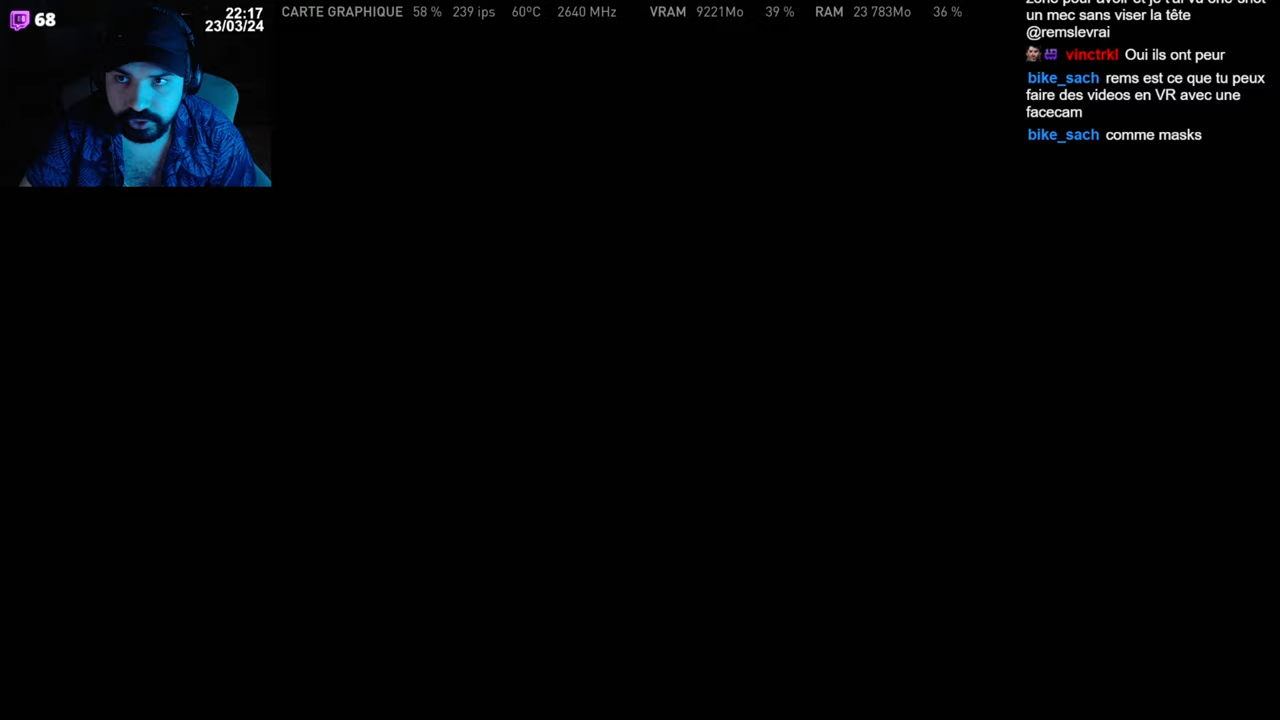 68
22:17
23/03/24
CARTE GRAPHIQUE 58 % 239 ips 60°C 2640 MHz VRAM 9221Mo 39 % RAM 23 783Mo 36 %
un mec sans viser la tête
@remslevrai
vinctrkl Oui ils ont peur
bike_sach rems est ce que tu peux
faire des videos en VR avec une
facecam
bike_sach comme masks